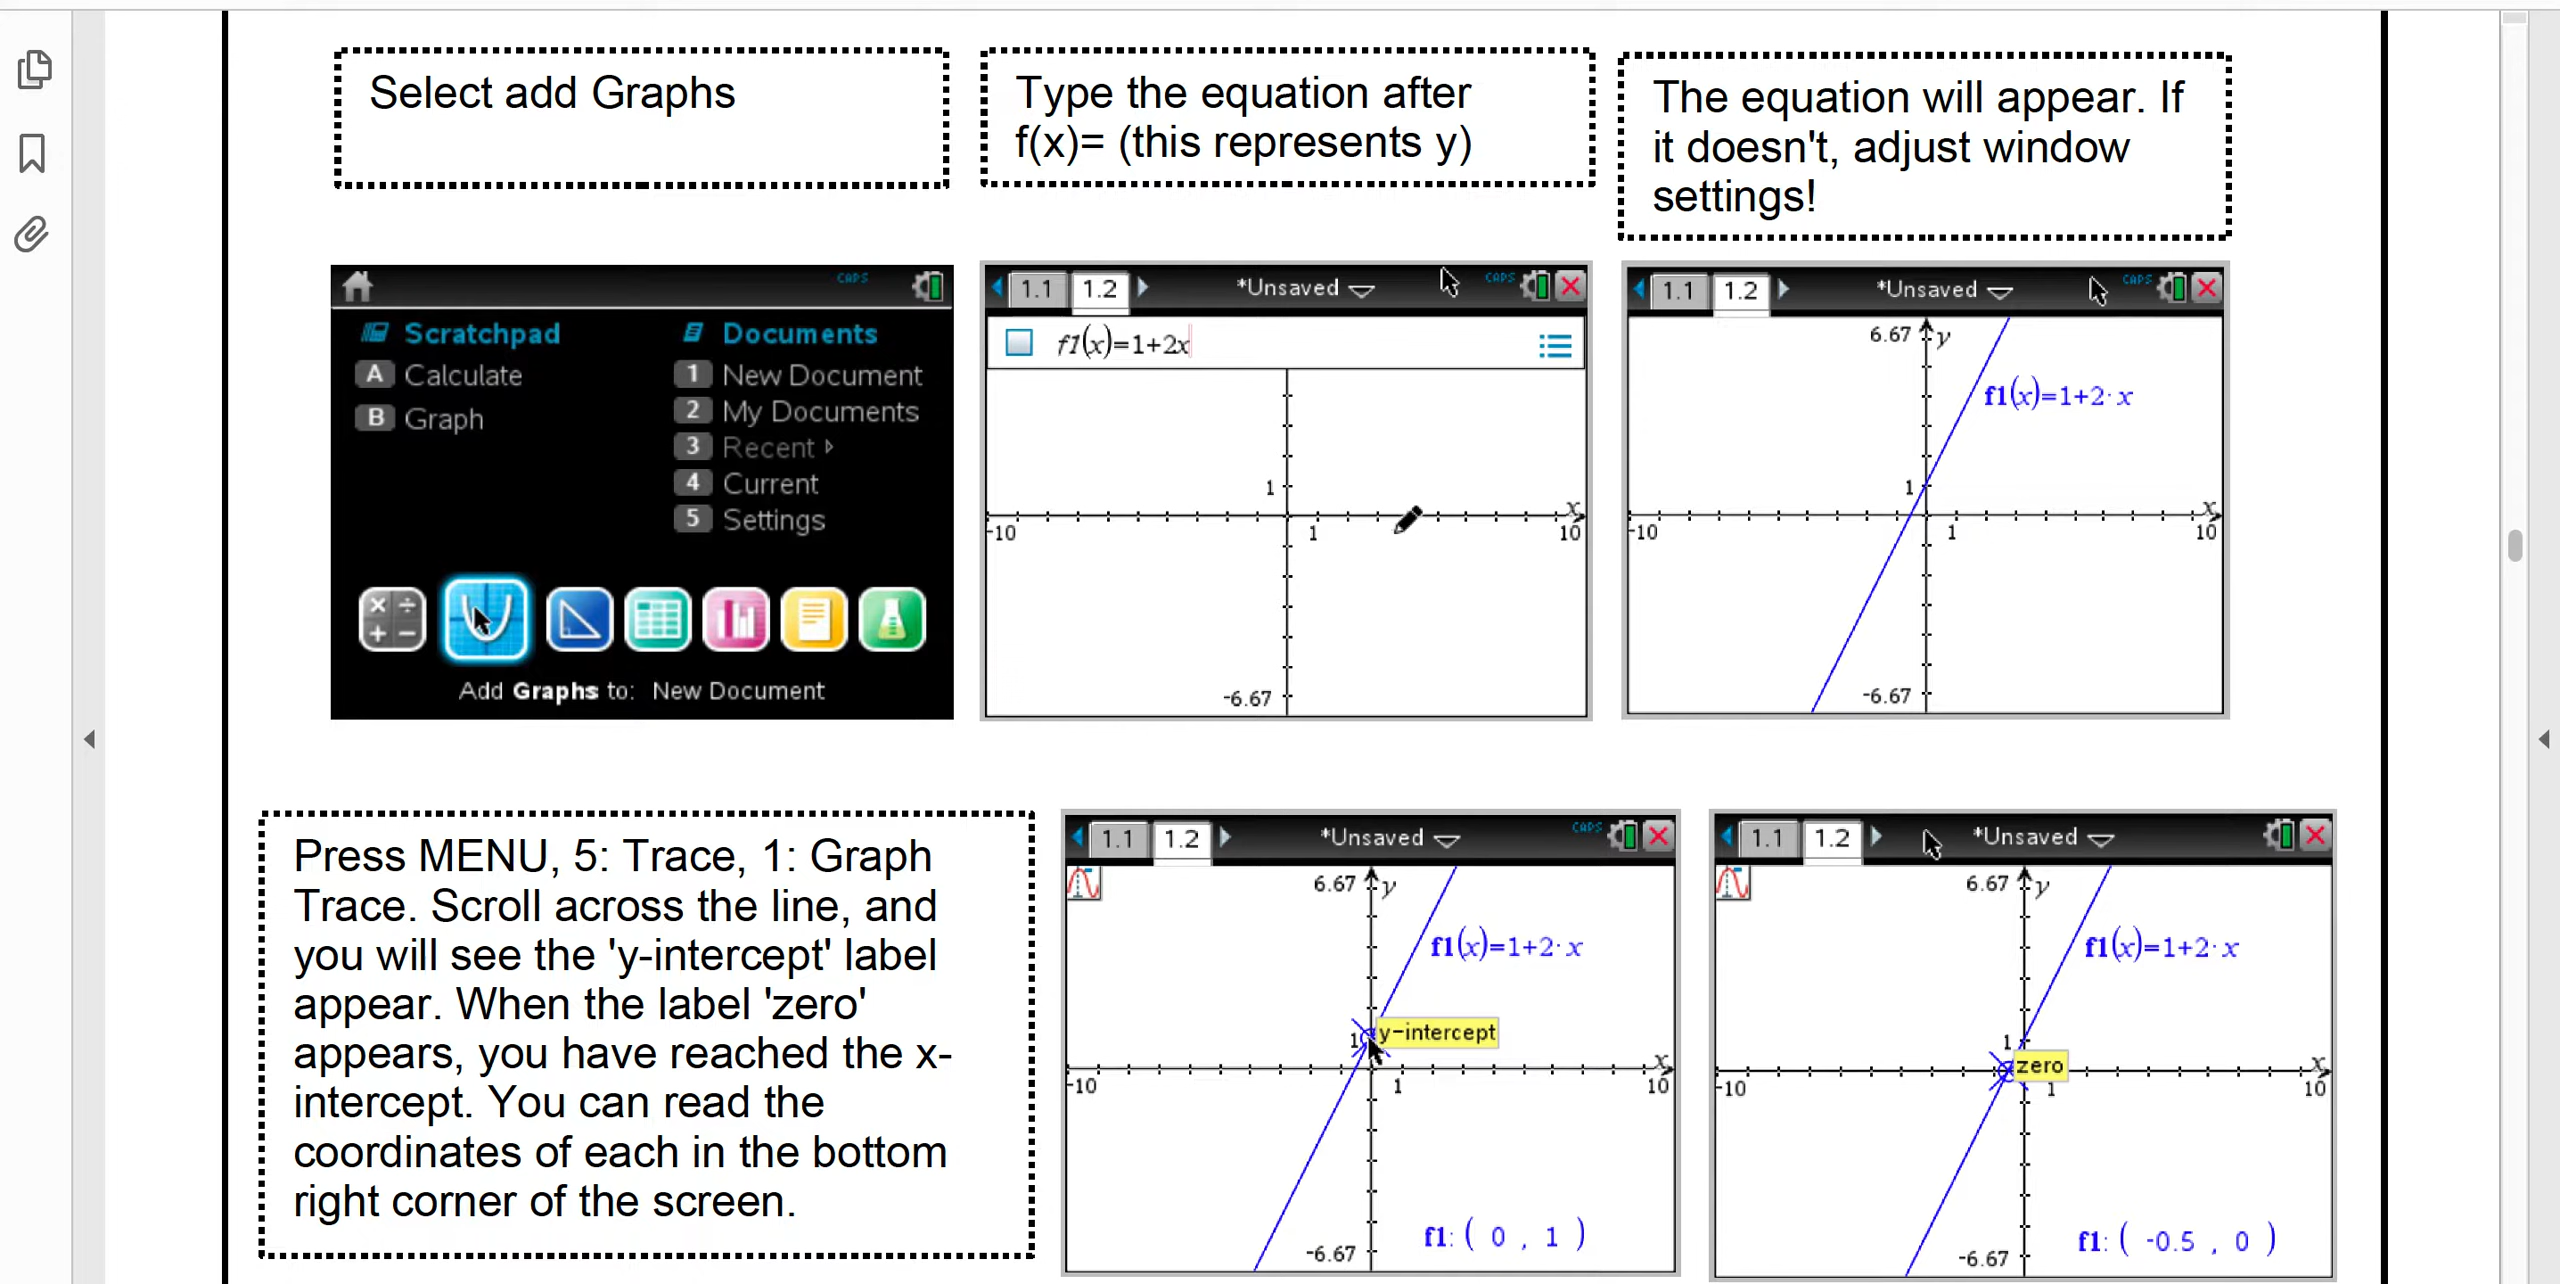 Select add Graphs
Type the equation after
f(x)= (this represents y)
The equation will appear. If
it doesn't, adjust window
settings!
CAPS
Scratchpad
A Calculate
B Graph
Documents
1 New Document
2 My Documents
3 Recent
4 Current
5 Settings
Add Graphs to: New Document
1.1 1.2 *Unsaved CAPS
f1(x)=1+2x
1
x
-10 1 10
-6.67
1.1 1.2 *Unsaved CAPS
6.67 y
f1(x)=1+2·x
1
x
-10 1 10
-6.67
Press MENU, 5: Trace, 1: Graph
Trace. Scroll across the line, and
you will see the 'y-intercept' label
appear. When the label 'zero'
appears, you have reached the x-
intercept. You can read the
coordinates of each in the bottom
right corner of the screen.
1.1 1.2 *Unsaved CAPS
6.67 y
f1(x)=1+2·x
1 y-intercept
x
-10 1 10
f1: ( 0 , 1 )
-6.67
1.1 1.2 *Unsaved
6.67 y
f1(x)=1+2·x
1
zero x
-10 1 10
f1: ( -0.5 , 0 )
-6.67